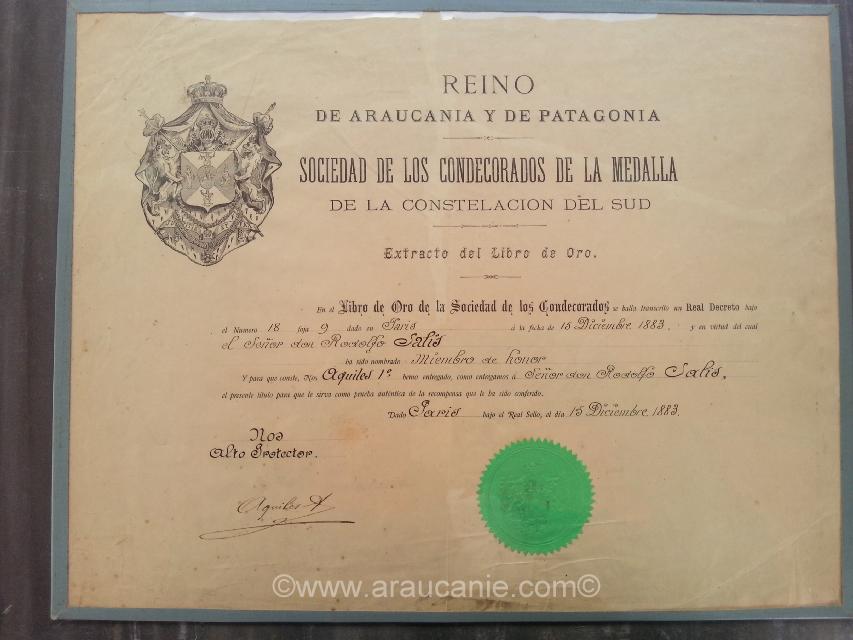 REINO
DE ARAUCANIA Y DE PATAGONIA
SOCIEDAD DE LOS CONDECORADOS DE LA MEDALLA
DE LA CONSTELACION DEL SUD
Extracto del Libro de Oro.
En el Libro de Oro de la Sociedad de los Condecorados se halla transcrito un Real Decreto bajo
el Numero 18 foja 9 dado en Paris á la fecha de 15 Diciembre 1883, y en virtud del cual
el Señor don Rodolfo Salis
ha sido nombrado Miembro de honor
Y para que conste, Nos Aquiles 1º hemo entregado, como entregamos á Señor don Rodolfo Salis,
el presente título para que le sirva como prueba auténtica de la recompensa que le ha sido conferido.
Dado Paris bajo el Real Sello, el dia 15 Diciembre 1883.
Nos
Alto Protector.
Aquiles
©www.araucanie.com©